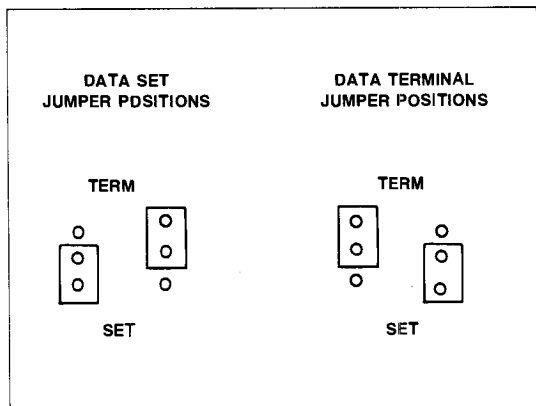 DATA SET
JUMPER POSITIONS
TERM
SET
DATA TERMINAL
JUMPER POSITIONS
TERM
SET